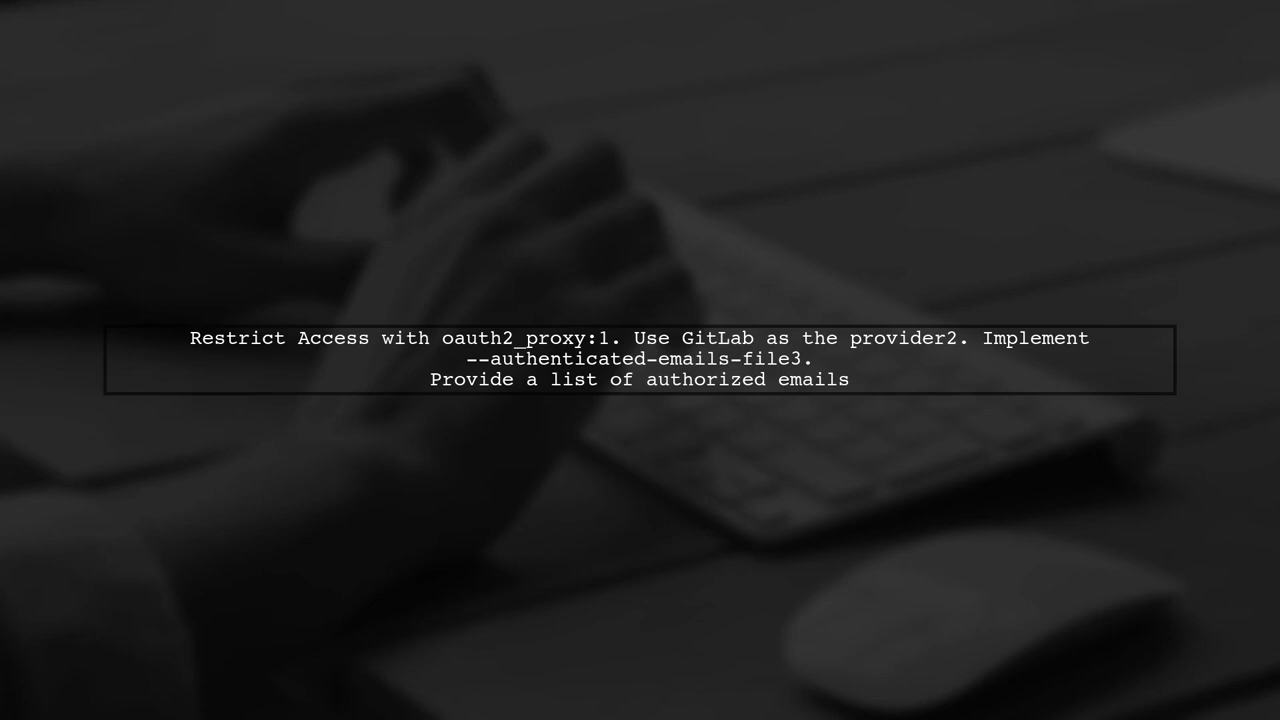 Restrict Access with oauth2_proxy:1. Use GitLab as the provider2. Implement
--authenticated-emails-file3.
Provide a list of authorized emails